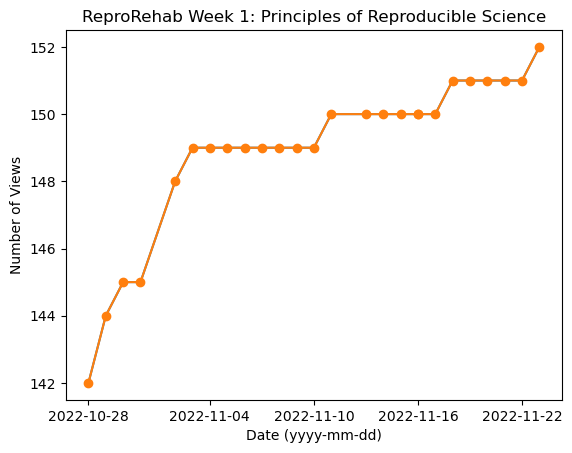 ReproRehab Week 1: Principles of Reproducible Science
152
150
148
146
144
142
Number of Views
2022-10-28 2022-11-04 2022-11-10 2022-11-16 2022-11-22
Date (yyyy-mm-dd)